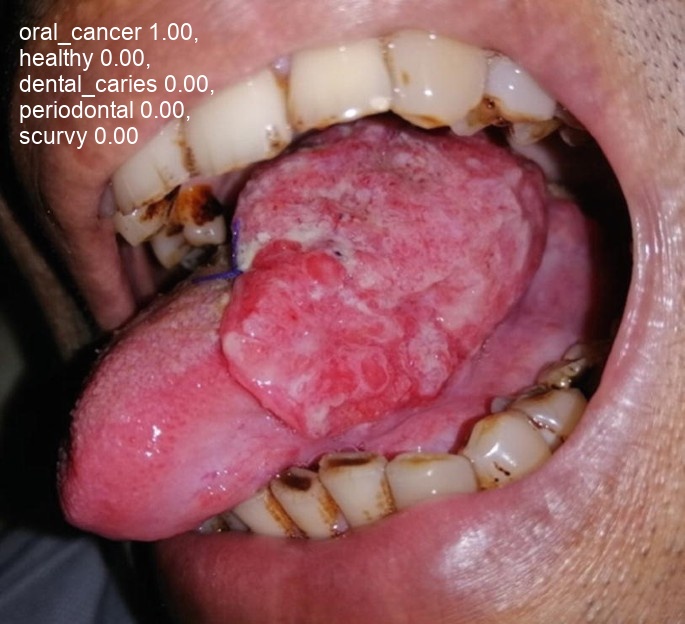 oral_cancer 1.00,
healthy 0.00,
dental_caries 0.00,
periodontal 0.00,
scurvy 0.00